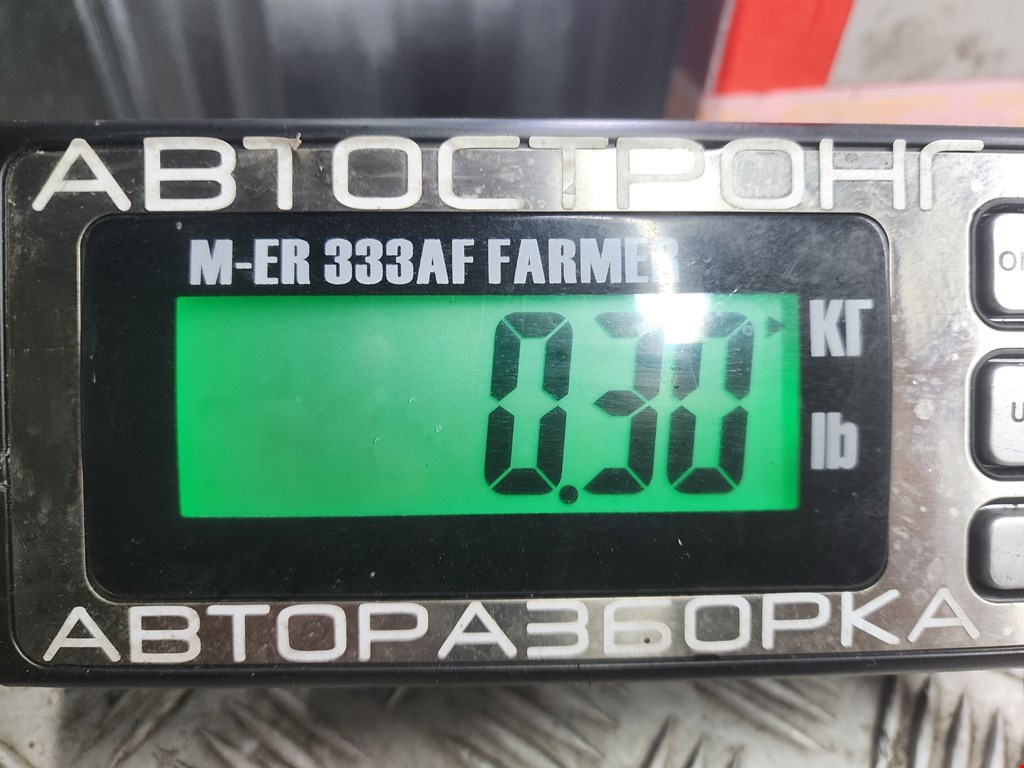 АВТОСТРОНГ
M-ER 333AF FARMER
0.30
КГ
lb
АВТОРАЗБОРКА